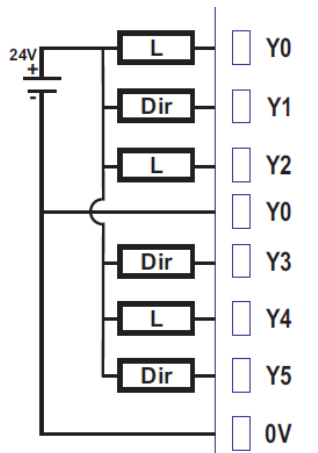 L Y0
24V
+
-
Dir Y1
L Y2
Y0
Dir Y3
L Y4
Dir Y5
0V